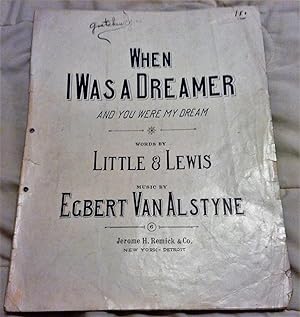 WHEN
I WAS A DREAMER
AND YOU WERE MY DREAM
WORDS BY
LITTLE & LEWIS
MUSIC BY
EGBERT VAN ALSTYNE
6
Jerome H. Remick & Co.
NEW YORK - DETROIT